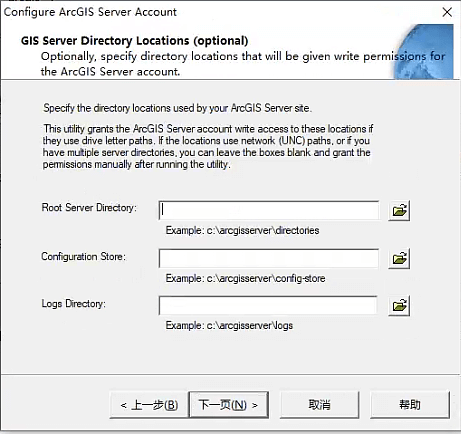 Configure ArcGIS Server Account
GIS Server Directory Locations (optional)
Optionally, specify directory locations that will be given write permissions for
the ArcGIS Server account.
Specify the directory locations used by your ArcGIS Server site.
This utility grants the ArcGIS Server account write access to these locations if
they use drive letter paths. If the locations use network (UNC) paths, or if you
have multiple server directories, you can leave the boxes blank and grant the
permissions manually after running the utility.
Root Server Directory:
Example: c:\arcgisserver\directories
Configuration Store:
Example: c:\arcgisserver\config-store
Logs Directory:
Example: c:\arcgisserver\logs
< 上一步(B) 下一页(N) > 取消 帮助